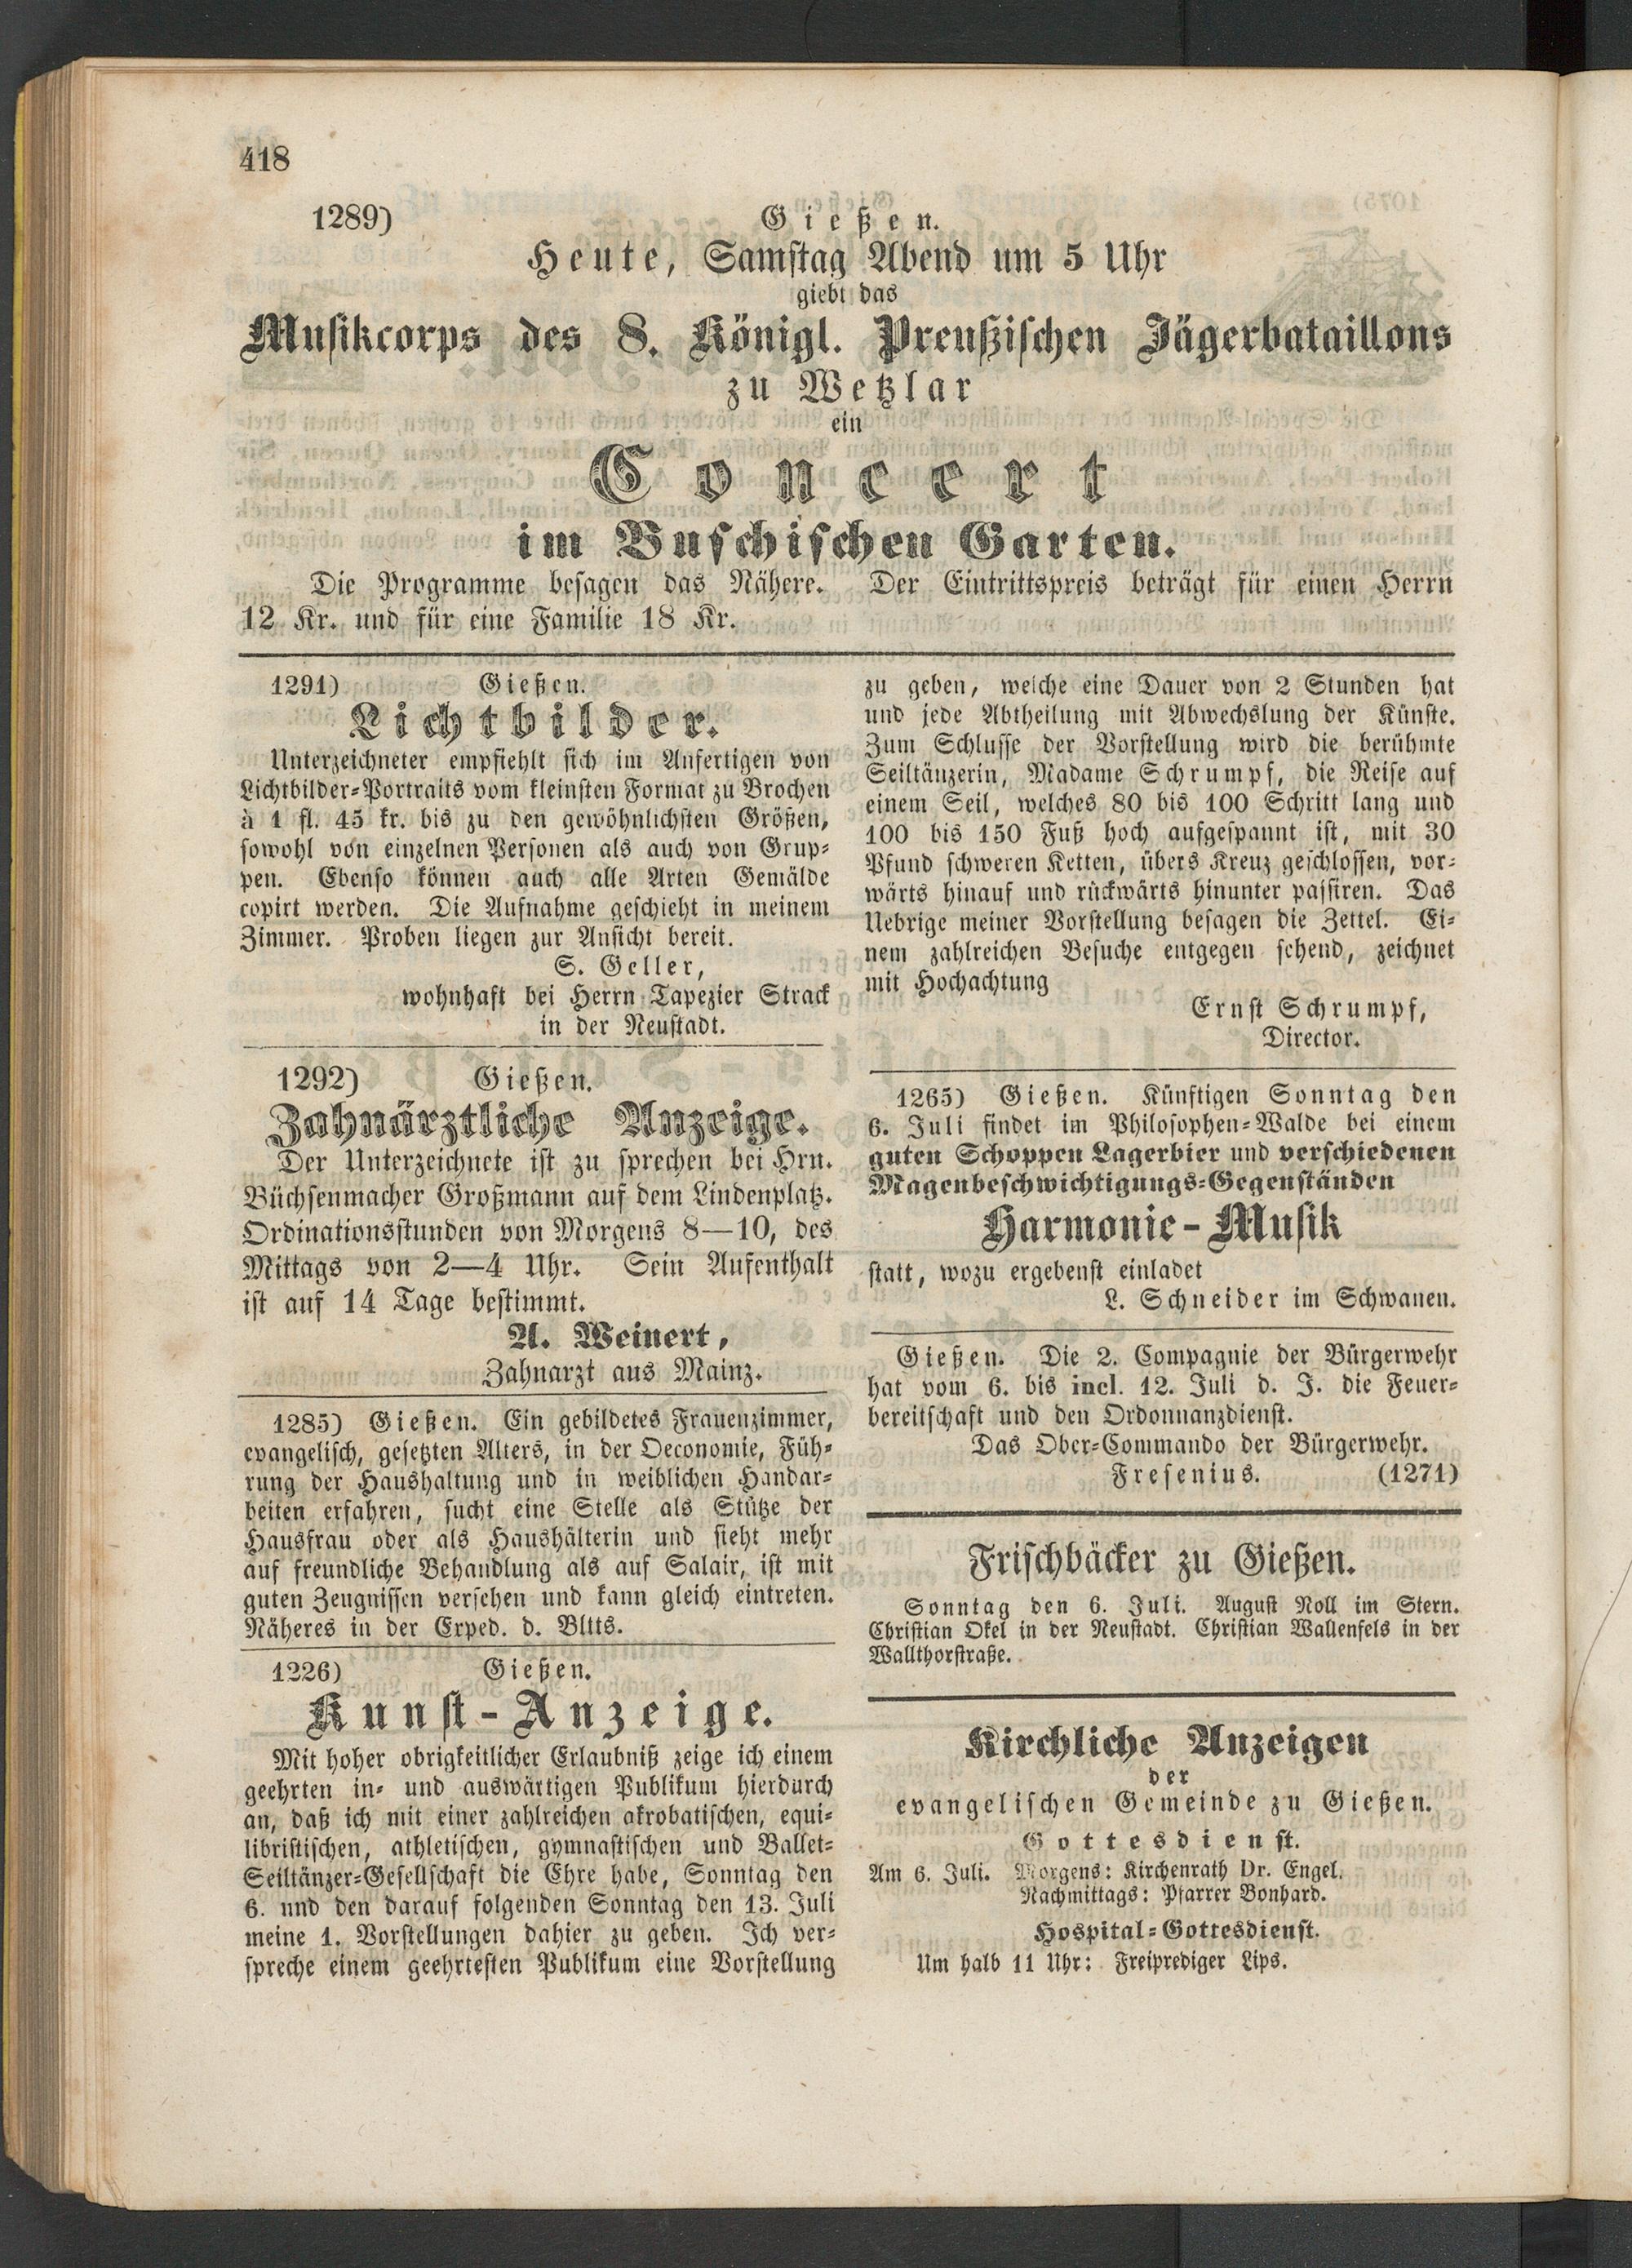 418
1289) Gießen.
Heute, Samstag Abend um 5 Uhr
giebt das
Musikcorps des 8. Königl. Preußischen Jägerbataillons
zu Wetzlar
ein
Concert
im Buschischen Garten.
Die Programme besagen das Nähere. Der Eintrittspreis beträgt für einen Herrn
12 Kr. und für eine Familie 18 Kr.
1291) Gießen.
Lichtbilder.
Unterzeichneter empfiehlt sich im Anfertigen von
Lichtbilder-Portraits vom kleinsten Format zu Brochen
à 1 fl. 45 kr. bis zu den gewöhnlichsten Größen,
sowohl von einzelnen Personen als auch von Grup-
pen. Ebenso können auch alle Arten Gemälde
copirt werden. Die Aufnahme geschieht in meinem
Zimmer. Proben liegen zur Ansicht bereit.
S. Geller,
wohnhaft bei Herrn Tapezier Strack
in der Neustadt.
1292) Gießen.
Zahnärztliche Anzeige.
Der Unterzeichnete ist zu sprechen bei Hrn.
Büchsenmacher Großmann auf dem Lindenplatz.
Ordinationsstunden von Morgens 8—10, des
Mittags von 2—4 Uhr. Sein Aufenthalt
ist auf 14 Tage bestimmt.
A. Weinert,
Zahnarzt aus Mainz.
1285) Gießen. Ein gebildetes Frauenzimmer,
evangelisch, gesetzten Alters, in der Oeconomie, Füh-
rung der Haushaltung und in weiblichen Handar-
beiten erfahren, sucht eine Stelle als Stütze der
Hausfrau oder als Haushälterin und sieht mehr
auf freundliche Behandlung als auf Salair, ist mit
guten Zeugnissen versehen und kann gleich eintreten.
Näheres in der Exped. d. Bltts.
1226) Gießen.
Kunst-Anzeige.
Mit hoher obrigkeitlicher Erlaubniß zeige ich einem
geehrten in- und auswärtigen Publikum hierdurch
an, daß ich mit einer zahlreichen akrobatischen, equi-
libristischen, athletischen, gymnastischen und Ballet-
Seiltänzer-Gesellschaft die Ehre habe, Sonntag den
6. und den darauf folgenden Sonntag den 13. Juli
meine 1. Vorstellungen dahier zu geben. Ich ver-
spreche einem geehrtesten Publikum eine Vorstellung
zu geben, welche eine Dauer von 2 Stunden hat
und jede Abtheilung mit Abwechslung der Künste.
Zum Schlusse der Vorstellung wird die berühmte
Seiltänzerin, Madame Schrumpf, die Reise auf
einem Seil, welches 80 bis 100 Schritt lang und
100 bis 150 Fuß hoch aufgespannt ist, mit 30
Pfund schweren Ketten, übers Kreuz geschlossen, vor-
wärts hinauf und rückwärts hinunter passiren. Das
Uebrige meiner Vorstellung besagen die Zettel. Ei-
nem zahlreichen Besuche entgegen sehend, zeichnet
mit Hochachtung
Ernst Schrumpf,
Director.
1265) Gießen. Künftigen Sonntag den
6. Juli findet im Philosophen-Walde bei einem
guten Schoppen Lagerbier und verschiedenen
Magenbeschwichtigungs-Gegenständen
Harmonie-Musik
statt, wozu ergebenst einladet
L. Schneider im Schwanen.
Gießen. Die 2. Compagnie der Bürgerwehr
hat vom 6. bis incl. 12. Juli d. J. die Feuer-
bereitschaft und den Ordonnanzdienst.
Das Ober-Commando der Bürgerwehr.
Fresenius. (1271)
Frischbäcker zu Gießen.
Sonntag den 6. Juli. August Noll im Stern.
Christian Okel in der Neustadt. Christian Wallenfels in der
Wallthorstraße.
Kirchliche Anzeigen
der
evangelischen Gemeinde zu Gießen.
Gottesdienst.
Am 6. Juli. Morgens: Kirchenrath Dr. Engel.
Nachmittags: Pfarrer Bonhard.
Hospital-Gottesdienst.
Um halb 11 Uhr: Freiprediger Lips.